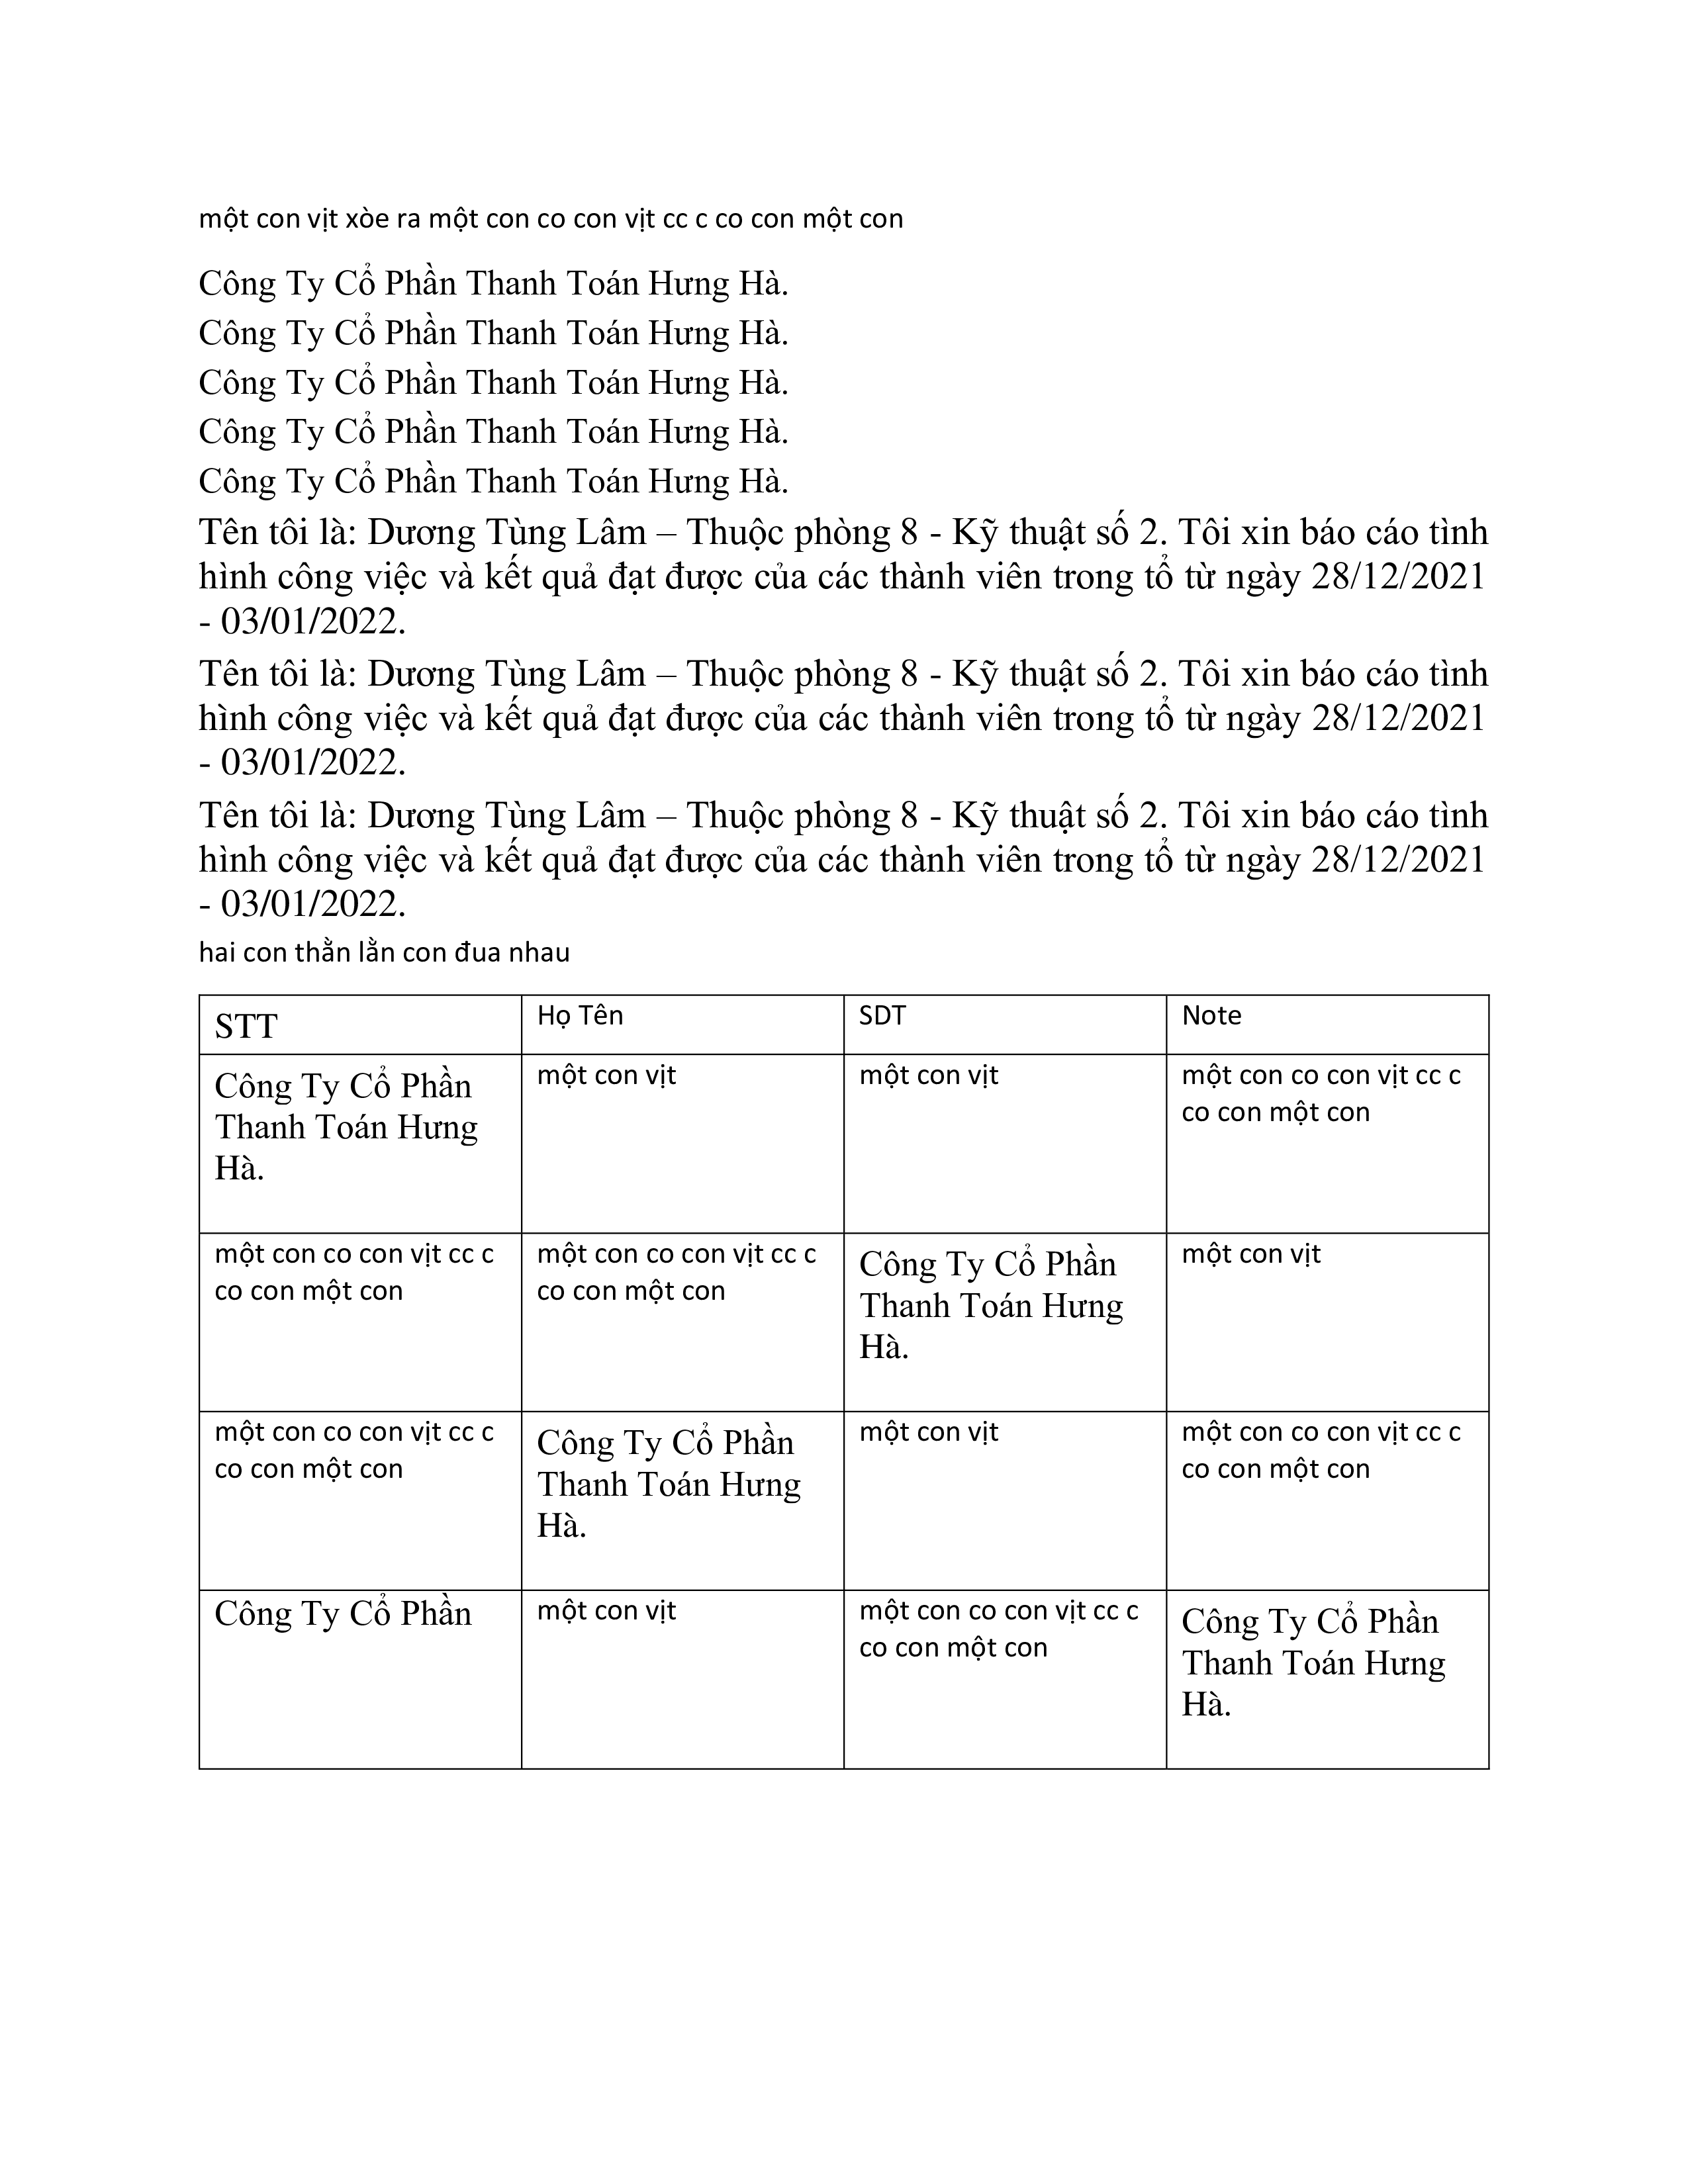 một con vịt xòe ra một con co con vịt cc c co con một con
Công Ty Cổ Phần Thanh Toán Hưng Hà.
Công Ty Cổ Phần Thanh Toán Hưng Hà.
Công Ty Cổ Phần Thanh Toán Hưng Hà.
Công Ty Cổ Phần Thanh Toán Hưng Hà.
Công Ty Cổ Phần Thanh Toán Hưng Hà.
Tên tôi là: Dương Tùng Lâm – Thuộc phòng 8 - Kỹ thuật số 2. Tôi xin báo cáo tình
hình công việc và kết quả đạt được của các thành viên trong tổ từ ngày 28/12/2021
- 03/01/2022.
Tên tôi là: Dương Tùng Lâm – Thuộc phòng 8 - Kỹ thuật số 2. Tôi xin báo cáo tình
hình công việc và kết quả đạt được của các thành viên trong tổ từ ngày 28/12/2021
- 03/01/2022.
Tên tôi là: Dương Tùng Lâm – Thuộc phòng 8 - Kỹ thuật số 2. Tôi xin báo cáo tình
hình công việc và kết quả đạt được của các thành viên trong tổ từ ngày 28/12/2021
- 03/01/2022.
hai con thằn lằn con đua nhau
STT
Họ Tên
SDT
Note
Công Ty Cổ Phần
Thanh Toán Hưng
Hà.
một con vịt
một con vịt
một con co con vịt cc c
co con một con
một con co con vịt cc c
co con một con
một con co con vịt cc c
co con một con
Công Ty Cổ Phần
Thanh Toán Hưng
Hà.
một con vịt
một con co con vịt cc c
co con một con
Công Ty Cổ Phần
Thanh Toán Hưng
Hà.
một con vịt
một con co con vịt cc c
co con một con
Công Ty Cổ Phần
một con vịt
một con co con vịt cc c
co con một con
Công Ty Cổ Phần
Thanh Toán Hưng
Hà.